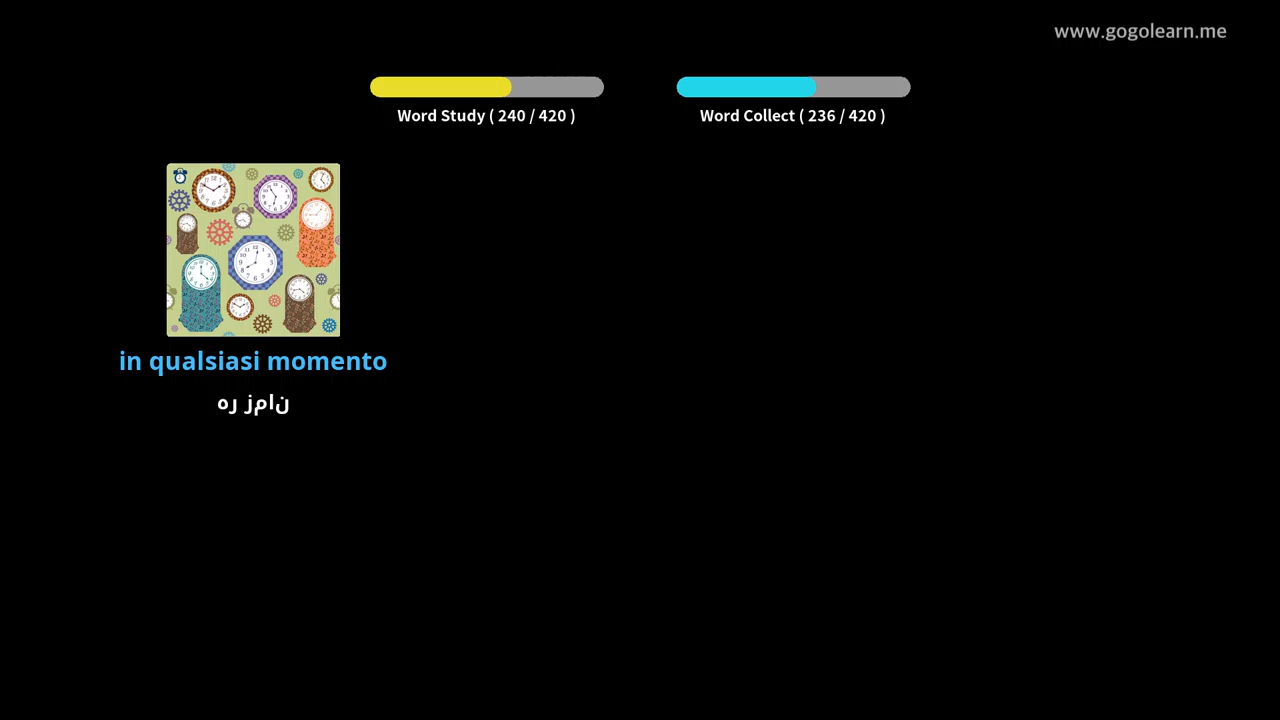 www.gogolearn.me
Word Study ( 240 / 420 )
Word Collect ( 236 / 420 )
in qualsiasi momento
هر زمان